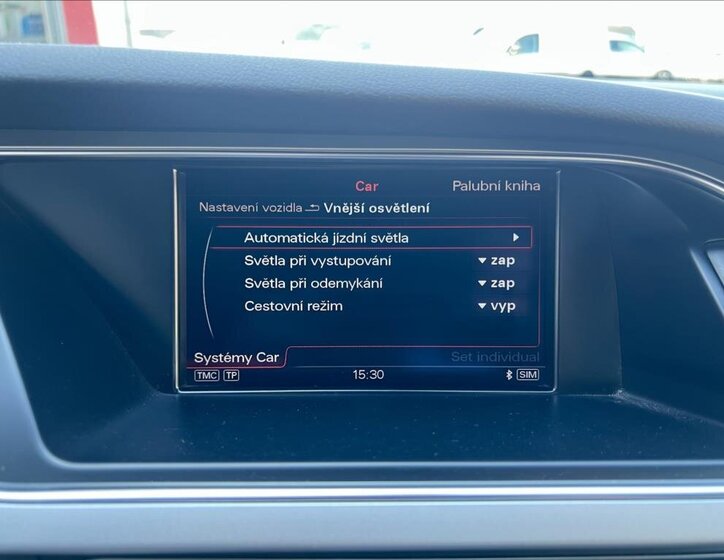 Car Palubní kniha
Nastavení vozidla Vnější osvětlení
Automatická jízdní světla
Světla při vystupování zap
Světla při odemykání zap
Cestovní režim vyp
Systémy Car Set individual
TMC TP 15:30 SIM